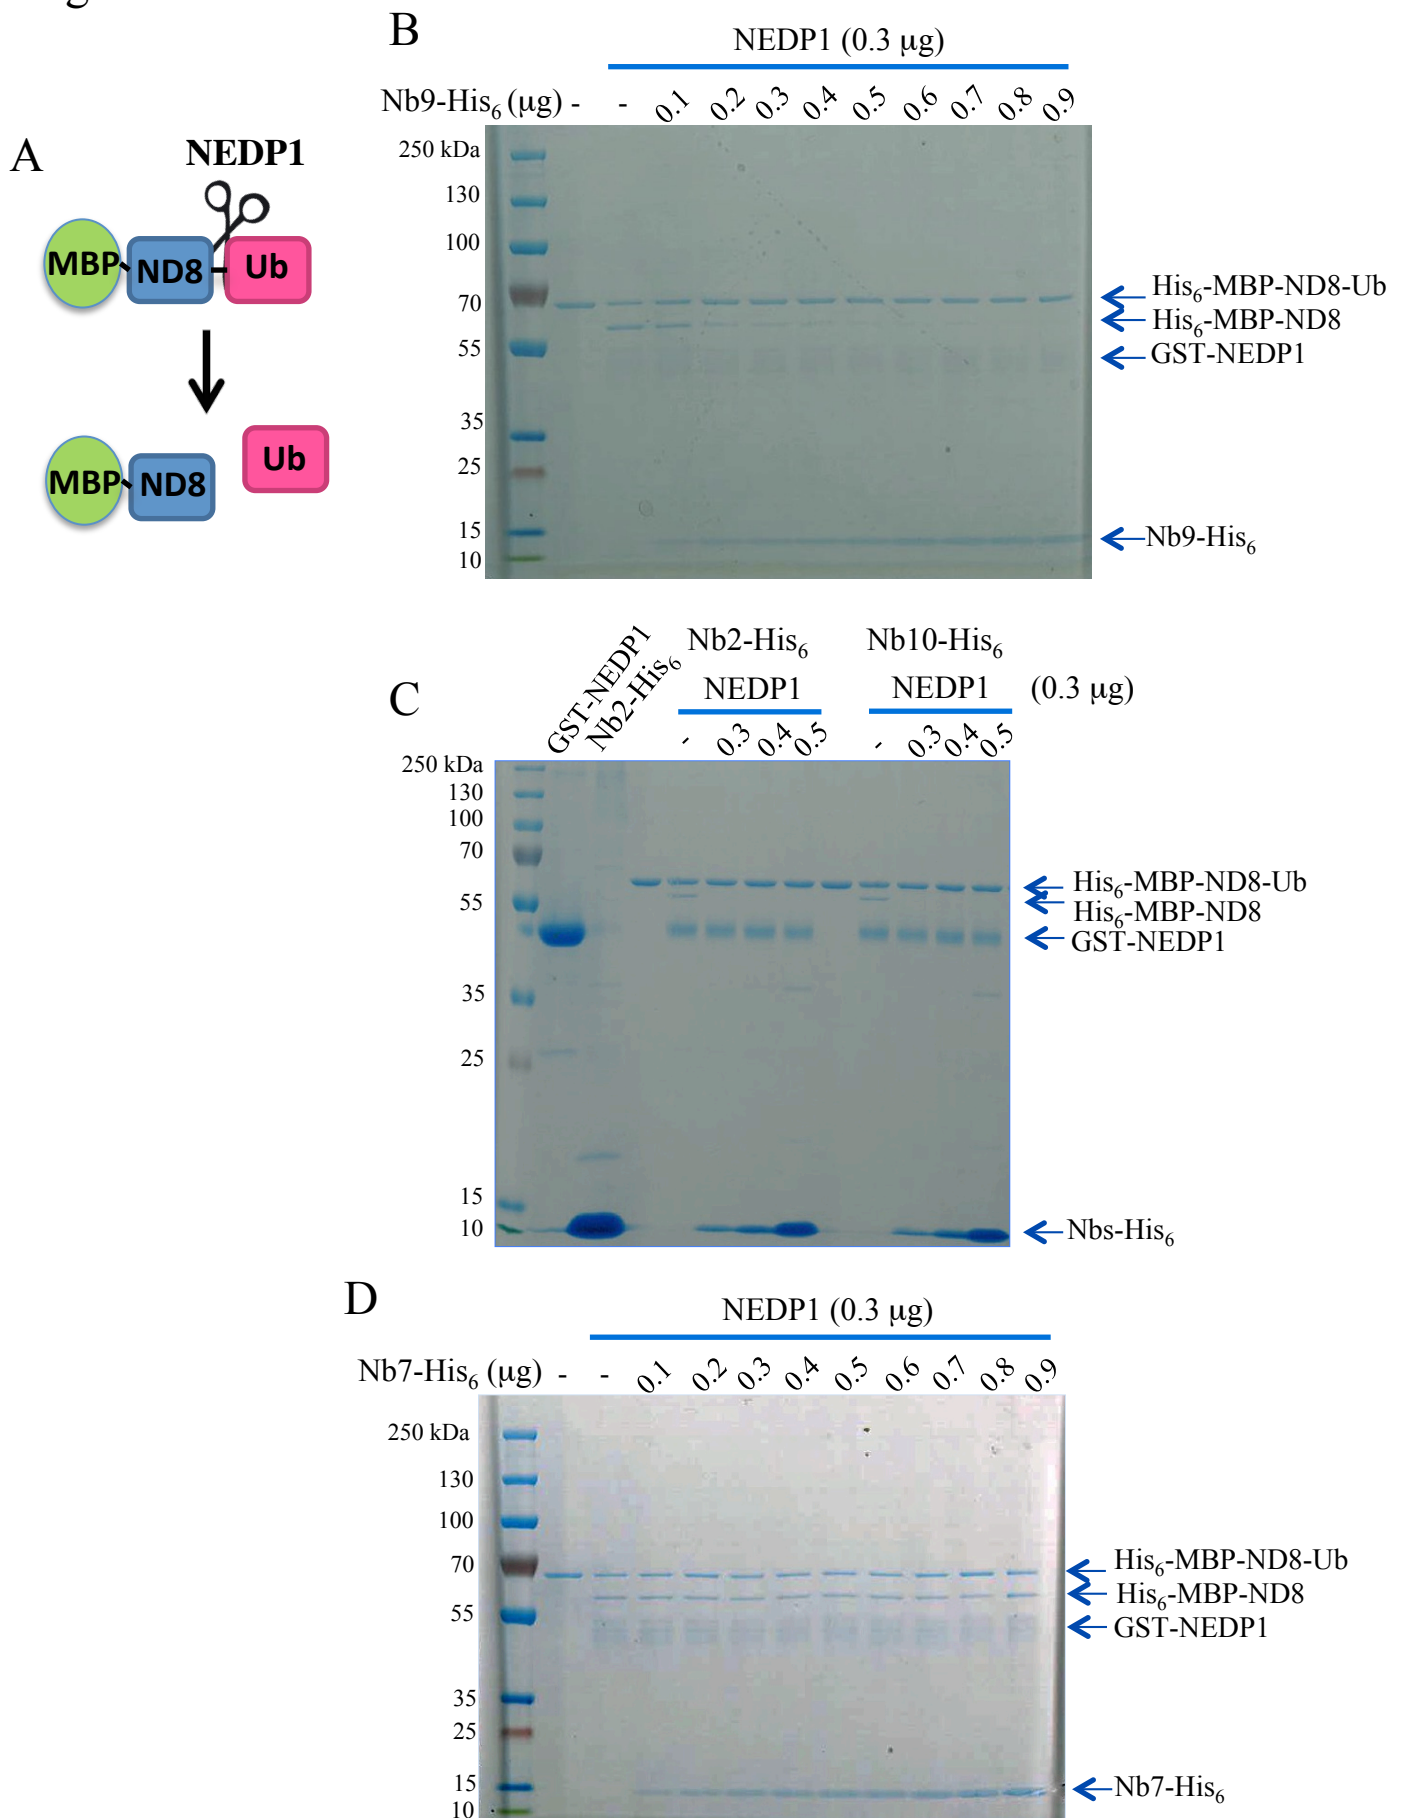 A
NEDP1
MBP
ND8
Ub
MBP
ND8
Ub
B
NEDP1 (0.3 µg)
Nb9-His6 (µg) - - 0.1 0.2 0.3 0.4 0.5 0.6 0.7 0.8 0.9
250 kDa
130
100
70
55
35
25
15
10
His6-MBP-ND8-Ub
His6-MBP-ND8
GST-NEDP1
Nb9-His6
C
GST-NEDP1
Nb2-His6
Nb2-His6
NEDP1
Nb10-His6
NEDP1
(0.3 µg)
- 0.3 0.4 0.5 - 0.3 0.4 0.5
250 kDa
130
100
70
55
35
25
15
10
His6-MBP-ND8-Ub
His6-MBP-ND8
GST-NEDP1
Nbs-His6
D
NEDP1 (0.3 µg)
Nb7-His6 (µg) - - 0.1 0.2 0.3 0.4 0.5 0.6 0.7 0.8 0.9
250 kDa
130
100
70
55
35
25
15
10
His6-MBP-ND8-Ub
His6-MBP-ND8
GST-NEDP1
Nb7-His6